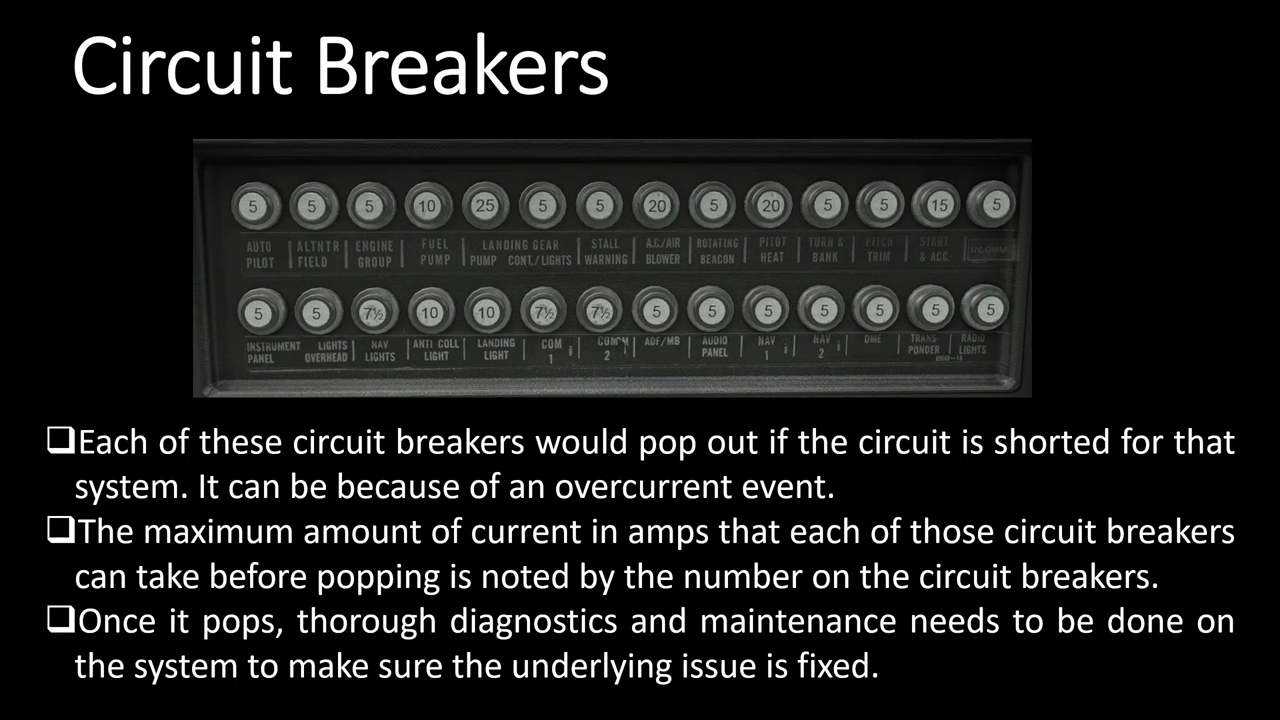 Circuit Breakers
5 5 5 10 25 5 5 20 5 20 5 5 15 5
AUTO ALTNTR ENGINE FUEL LANDING GEAR STALL A.C./AIR ROTATING PITOT TURN & PITCH START
PILOT FIELD GROUP PUMP PUMP CONT./LIGHTS WARNING BLOWER BEACON HEAT BANK TRIM & ACC.
5 5 7½ 10 10 7½ 7½ 5 5 5 5 5 5 5
INSTRUMENT LIGHTS NAV ANTI COLL LANDING COM COMM ADF/MB AUDIO NAV NAV DME TRANS- RADIO
PANEL OVERHEAD LIGHTS LIGHT LIGHT 1 2 PANEL 1 2 PONDER LIGHTS
❑Each of these circuit breakers would pop out if the circuit is shorted for that
system. It can be because of an overcurrent event.
❑The maximum amount of current in amps that each of those circuit breakers
can take before popping is noted by the number on the circuit breakers.
❑Once it pops, thorough diagnostics and maintenance needs to be done on
the system to make sure the underlying issue is fixed.